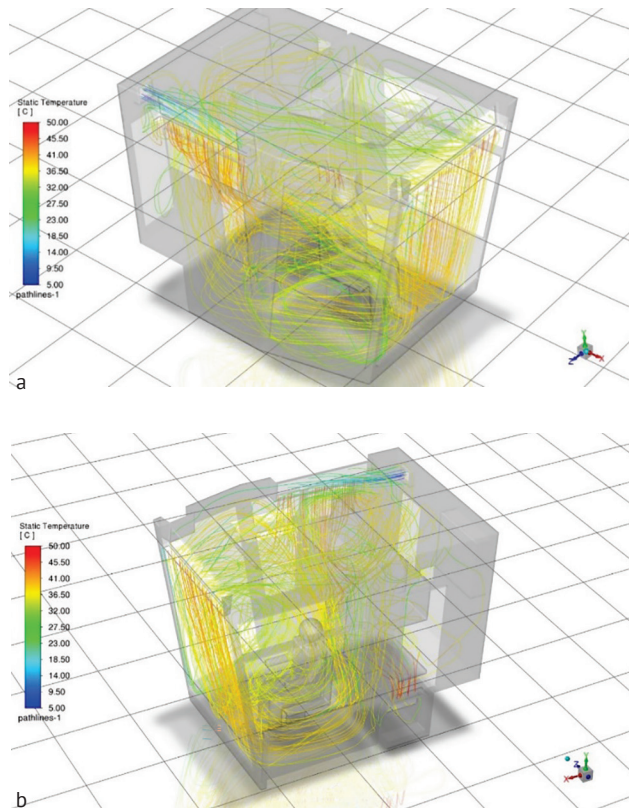 Static Temperature
[ C ]
50.00
45.50
41.00
36.50
32.00
27.50
23.00
18.50
14.00
9.50
5.00
pathlines-1
Y
Z
X
a
Static Temperature
[ C ]
50.00
45.50
41.00
36.50
32.00
27.50
23.00
18.50
14.00
9.50
5.00
pathlines-1
Y
Z
X
b